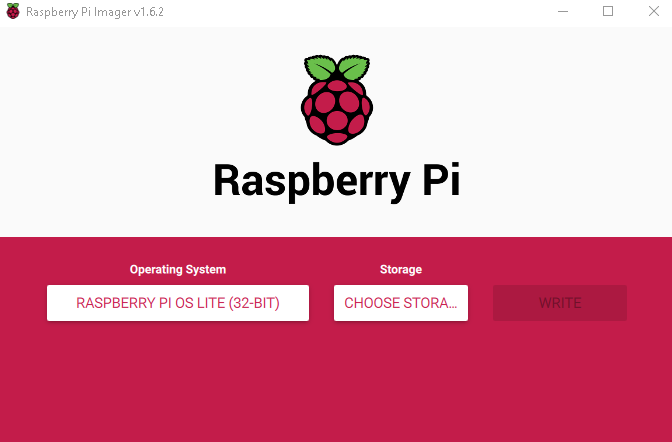 Raspberry Pi Imager v1.6.2
Raspberry Pi
Operating System
Storage
RASPBERRY PI OS LITE (32-BIT)
CHOOSE STORA...
WRITE